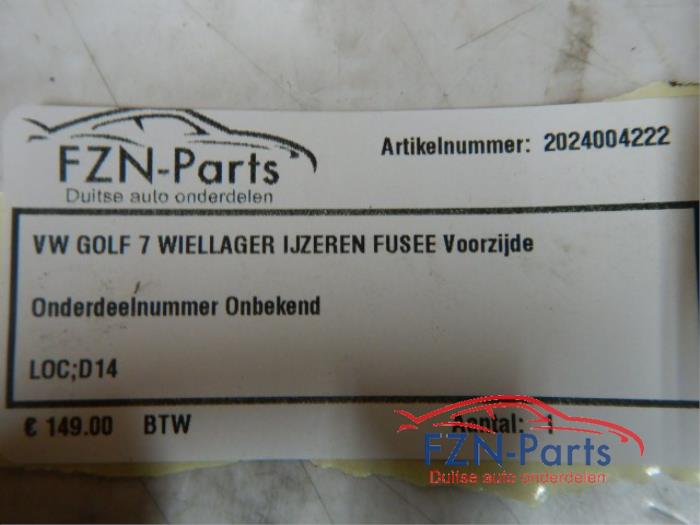 FZN-Parts
Duitse auto onderdelen
Artikelnummer: 2024004222
VW GOLF 7 WIELLAGER IJZEREN FUSEE Voorzijde
Onderdeelnummer Onbekend
LOC;D14
€ 149.00 BTW
Aantal: 1
FZN-Parts
Duitse auto onderdelen